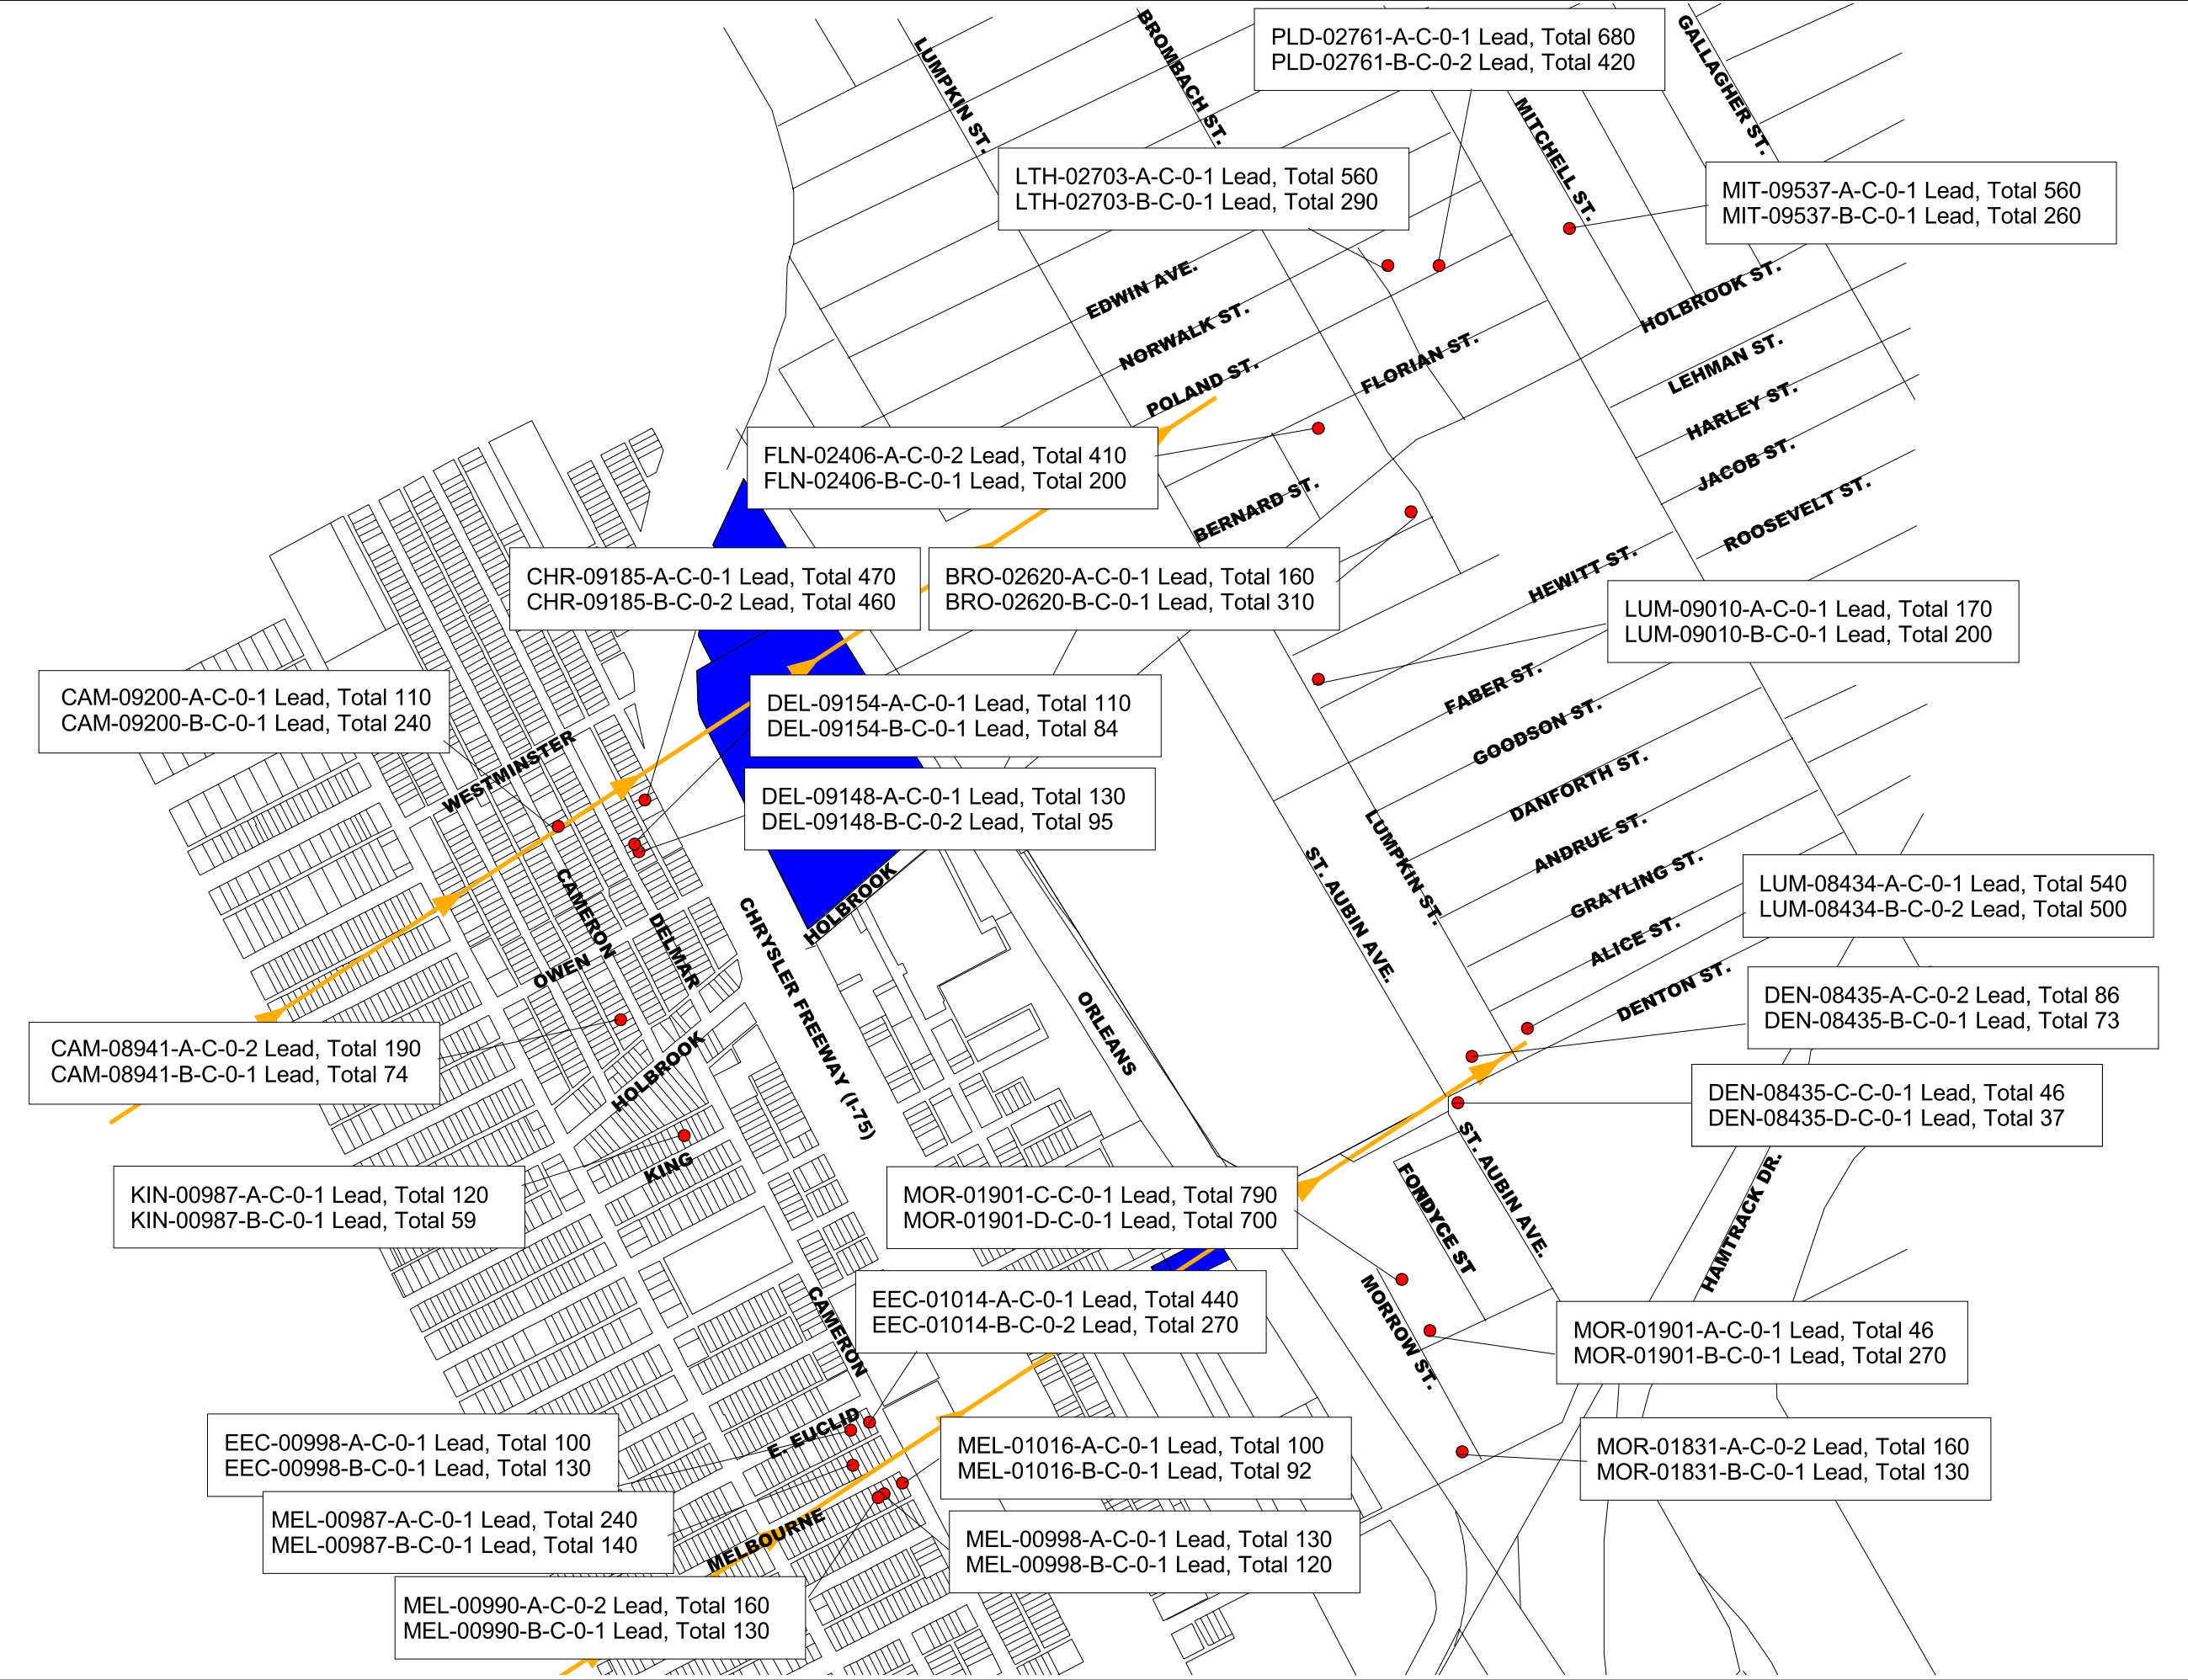 LUMPKIN ST.
BROMBACH ST.
PLD-02761-A-C-0-1 Lead, Total 680
PLD-02761-B-C-0-2 Lead, Total 420
MITCHELL ST.
GALLAGHER ST.
LTH-02703-A-C-0-1 Lead, Total 560
LTH-02703-B-C-0-1 Lead, Total 290
MIT-09537-A-C-0-1 Lead, Total 560
MIT-09537-B-C-0-1 Lead, Total 260
EDWIN AVE.
NORWALK ST.
POLAND ST.
FLORIAN ST.
HOLBROOK ST.
LEHMAN ST.
HARLEY ST.
JACOB ST.
ROOSEVELT ST.
FLN-02406-A-C-0-2 Lead, Total 410
FLN-02406-B-C-0-1 Lead, Total 200
BERNARD ST.
CHR-09185-A-C-0-1 Lead, Total 470
CHR-09185-B-C-0-2 Lead, Total 460
BRO-02620-A-C-0-1 Lead, Total 160
BRO-02620-B-C-0-1 Lead, Total 310
HEWITT ST.
LUM-09010-A-C-0-1 Lead, Total 170
LUM-09010-B-C-0-1 Lead, Total 200
CAM-09200-A-C-0-1 Lead, Total 110
CAM-09200-B-C-0-1 Lead, Total 240
DEL-09154-A-C-0-1 Lead, Total 110
DEL-09154-B-C-0-1 Lead, Total 84
FABER ST.
GOODSON ST.
WESTMINSTER
DEL-09148-A-C-0-1 Lead, Total 130
DEL-09148-B-C-0-2 Lead, Total 95
DANFORTH ST.
ANDRUE ST.
GRAYLING ST.
LUMPKIN ST.
ST. AUBIN AVE.
LUM-08434-A-C-0-1 Lead, Total 540
LUM-08434-B-C-0-2 Lead, Total 500
CAMERON
DELMAR
OWEN
CHRYSLER FREEWAY (I-75)
HOLBROOK
ALICE ST.
DENTON ST.
DEN-08435-A-C-0-2 Lead, Total 86
DEN-08435-B-C-0-1 Lead, Total 73
CAM-08941-A-C-0-2 Lead, Total 190
CAM-08941-B-C-0-1 Lead, Total 74
HOLBROOK
ORLEANS
DEN-08435-C-C-0-1 Lead, Total 46
DEN-08435-D-C-0-1 Lead, Total 37
KIN-00987-A-C-0-1 Lead, Total 120
KIN-00987-B-C-0-1 Lead, Total 59
KING
MOR-01901-C-C-0-1 Lead, Total 790
MOR-01901-D-C-0-1 Lead, Total 700
FORDYCE ST
ST. AUBIN AVE.
HAMTRACK DR.
EEC-01014-A-C-0-1 Lead, Total 440
EEC-01014-B-C-0-2 Lead, Total 270
CAMERON
MORROW ST.
MOR-01901-A-C-0-1 Lead, Total 46
MOR-01901-B-C-0-1 Lead, Total 270
EEC-00998-A-C-0-1 Lead, Total 100
EEC-00998-B-C-0-1 Lead, Total 130
E. EUCLID
MEL-01016-A-C-0-1 Lead, Total 100
MEL-01016-B-C-0-1 Lead, Total 92
MOR-01831-A-C-0-2 Lead, Total 160
MOR-01831-B-C-0-1 Lead, Total 130
MEL-00987-A-C-0-1 Lead, Total 240
MEL-00987-B-C-0-1 Lead, Total 140
MELBOURNE
MEL-00998-A-C-0-1 Lead, Total 130
MEL-00998-B-C-0-1 Lead, Total 120
MEL-00990-A-C-0-2 Lead, Total 160
MEL-00990-B-C-0-1 Lead, Total 130